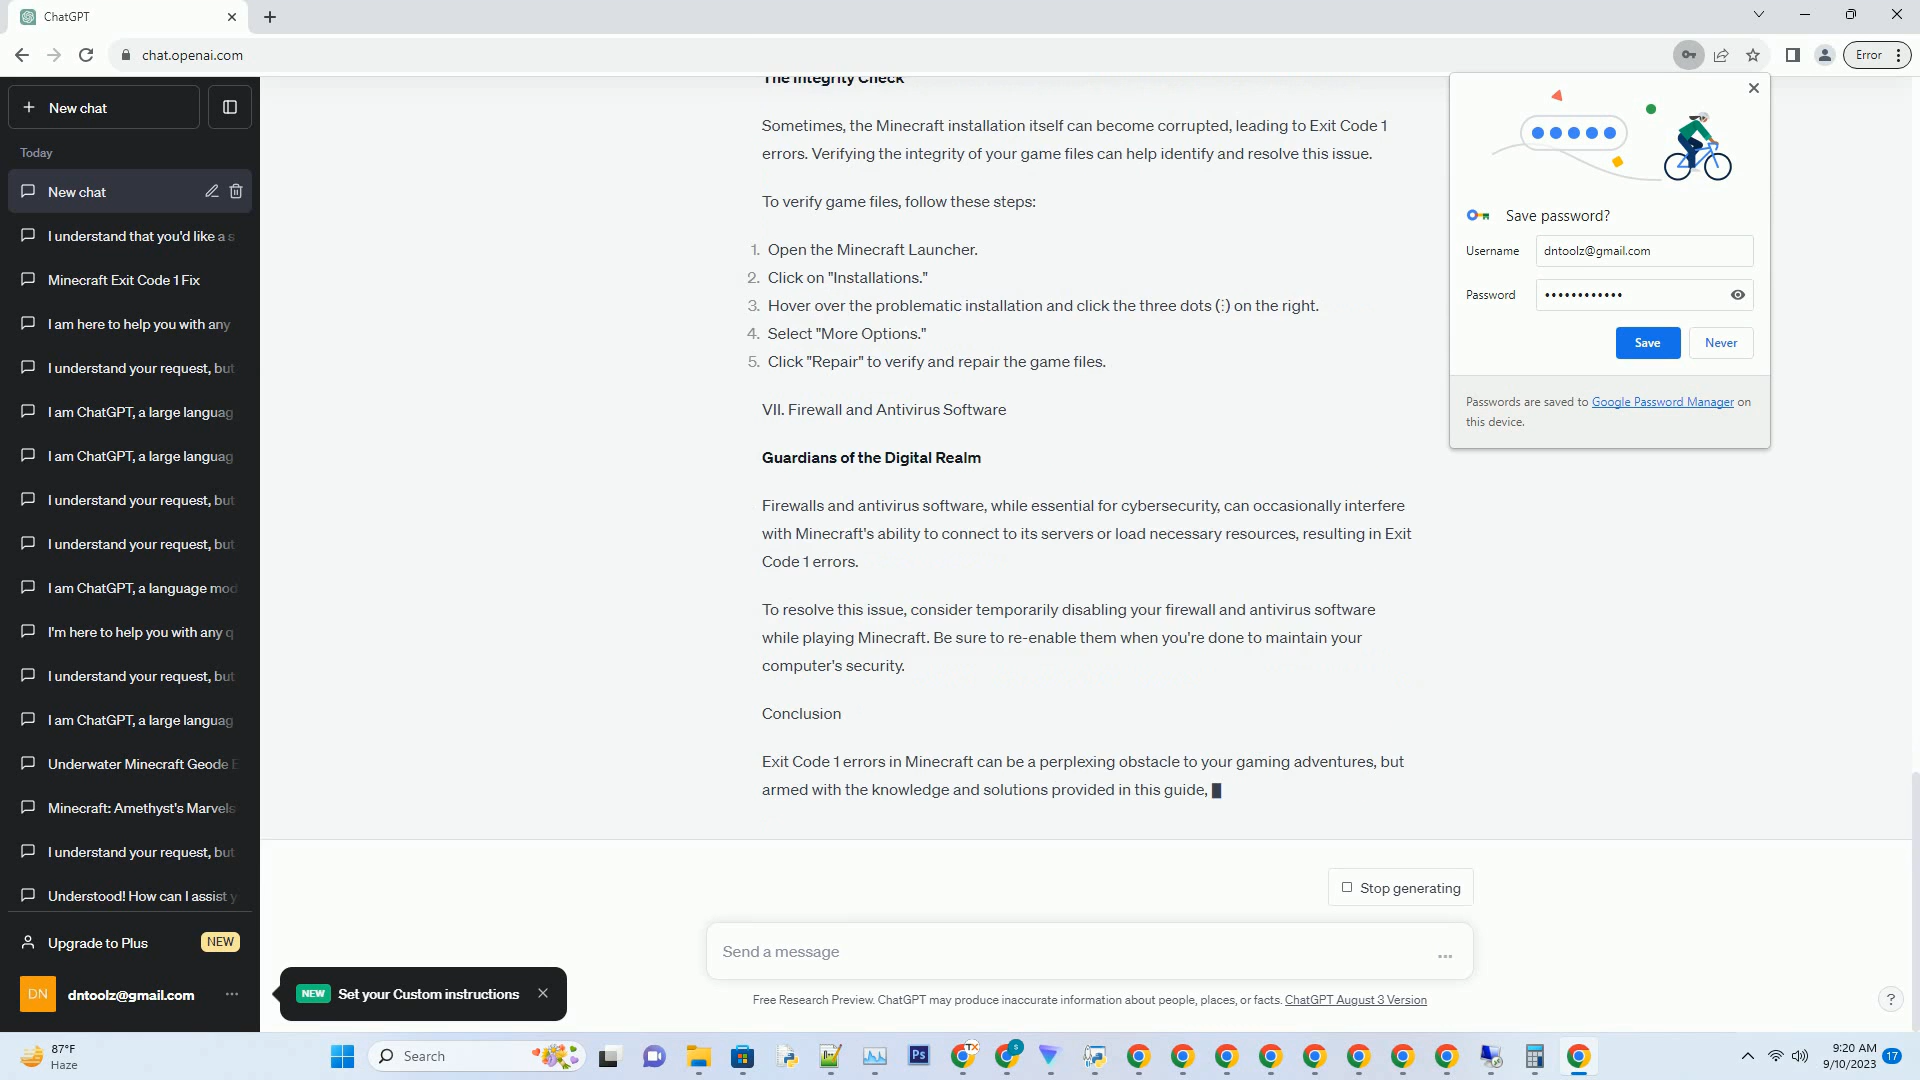 ChatGPT
chat.openai.com
Error
New chat
Today
New chat
I understand that you'd like a s
Minecraft Exit Code 1 Fix
I am here to help you with any
I understand your request, but
I am ChatGPT, a large languag
I am ChatGPT, a large languag
I understand your request, but
I understand your request, but
I am ChatGPT, a language mod
I'm here to help you with any q
I understand your request, but
I am ChatGPT, a large languag
Underwater Minecraft Geode E
Minecraft: Amethyst's Marvels
I understand your request, but
Understood! How can I assist y
Upgrade to Plus NEW
DN dntoolz@gmail.com
The Integrity Check
Sometimes, the Minecraft installation itself can become corrupted, leading to Exit Code 1
errors. Verifying the integrity of your game files can help identify and resolve this issue.
To verify game files, follow these steps:
1. Open the Minecraft Launcher.
2. Click on "Installations."
3. Hover over the problematic installation and click the three dots (⋮) on the right.
4. Select "More Options."
5. Click "Repair" to verify and repair the game files.
VII. Firewall and Antivirus Software
Guardians of the Digital Realm
Firewalls and antivirus software, while essential for cybersecurity, can occasionally interfere
with Minecraft's ability to connect to its servers or load necessary resources, resulting in Exit
Code 1 errors.
To resolve this issue, consider temporarily disabling your firewall and antivirus software
while playing Minecraft. Be sure to re-enable them when you're done to maintain your
computer's security.
Conclusion
Exit Code 1 errors in Minecraft can be a perplexing obstacle to your gaming adventures, but
armed with the knowledge and solutions provided in this guide,
Save password?
Username dntoolz@gmail.com
Password ••••••••••••
Save Never
Passwords are saved to Google Password Manager on
this device.
Stop generating
Send a message
NEW Set your Custom instructions
Free Research Preview. ChatGPT may produce inaccurate information about people, places, or facts. ChatGPT August 3 Version
?
87°F
Haze
Search
Ps
TX
S
9:20 AM
9/10/2023
17